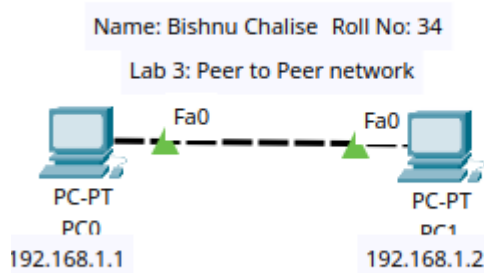 Name: Bishnu Chalise Roll No: 34
Lab 3: Peer to Peer network
Fa0
Fa0
PC-PT
PC0
192.168.1.1
PC-PT
PC1
192.168.1.2